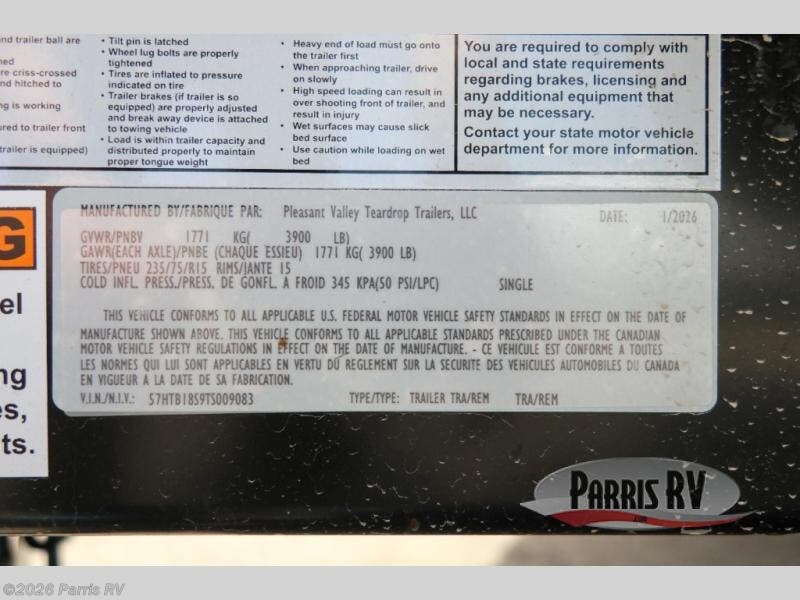 nd trailer ball are
ned
re criss-crossed
nd hitched to
ng is working
ured to trailer front
trailer is equipped)
• Tilt pin is latched
• Wheel lug bolts are properly
tightened
• Tires are inflated to pressure
indicated on tire
• Trailer brakes (if trailer is so
equipped) are properly adjusted
and break away device is attached
to towing vehicle
• Load is within trailer capacity and
distributed properly to maintain
proper tongue weight
• Heavy end of load must go onto
the trailer first
• When approaching trailer, drive
on slowly
• High speed loading can result in
over shooting front of trailer, and
result in injury
• Wet surfaces may cause slick
bed surface
• Use caution while loading on wet
bed
You are required to comply with
local and state requirements
regarding brakes, licensing and
any additional equipment that
may be necessary.
Contact your state motor vehicle
department for more information.
G
el
ng
es,
ts.
MANUFACTURED BY/FABRIQUE PAR: Pleasant Valley Teardrop Trailers, LLC DATE: 1/2026
GVWR/PNBV 1771 KG( 3900 LB)
GAWR(EACH AXLE)/PNBE (CHAQUE ESSIEU) 1771 KG( 3900 LB)
TIRES/PNEU 235/75/R15 RIMS/JANTE 15
COLD INFL. PRESS./PRESS. DE GONFL. A FROID 345 KPA(50 PSI/LPC) SINGLE
THIS VEHICLE CONFORMS TO ALL APPLICABLE U.S. FEDERAL MOTOR VEHICLE SAFETY STANDARDS IN EFFECT ON THE DATE OF
MANUFACTURE SHOWN ABOVE. THIS VEHICLE CONFORMS TO ALL APPLICABLE STANDARDS PRESCRIBED UNDER THE CANADIAN
MOTOR VEHICLE SAFETY REGULATIONS IN EFFECT ON THE DATE OF MANUFACTURE. - CE VEHICULE EST CONFORME A TOUTES
LES NORMES QUI LUI SONT APPLICABLES EN VERTU DÛ REGLEMENT SUR LA SECURITE DES VEHICULES AUTOMOBILES DU CANADA
EN VIGUEUR A LA DATE DE SA FABRICATION.
V.I.N./N.I.V.: 57HTB18S9TS009083 TYPE/TYPE: TRAILER TRA/REM TRA/REM
PARRIS RV
©2026 Parris RV